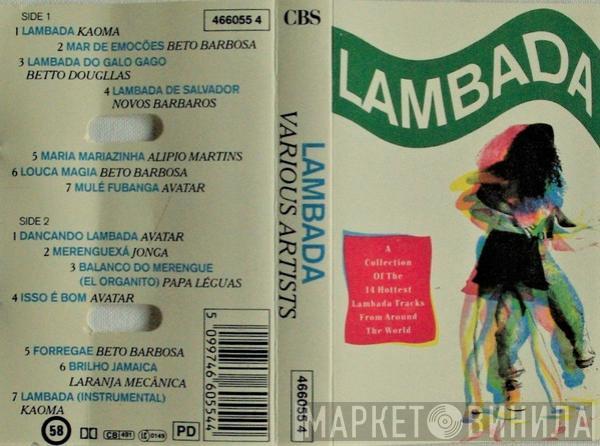 SIDE 1
466055 4
1 LAMBADA KAOMA
2 MAR DE EMOCÕES BETO BARBOSA
3 LAMBADA DO GALO GAGO
BETTO DOUGLLAS
4 LAMBADA DE SALVADOR
NOVOS BARBAROS
5 MARIA MARIAZINHA ALIPIO MARTINS
6 LOUCA MAGIA BETO BARBOSA
7 MULÉ FUBANGA AVATAR
SIDE 2
1 DANCANDO LAMBADA AVATAR
2 MERENGUEXÁ JONGA
3 BALANCO DO MERENGUE
(EL ORGANITO) PAPA LÉGUAS
4 ISSO É BOM AVATAR
5 FORREGAE BETO BARBOSA
6 BRILHO JAMAICA
LARANJA MECÂNICA
7 LAMBADA (INSTRUMENTAL)
KAOMA
58
CB 491
0149
PD
5 099746 605544
CBS
LAMBADA
VARIOUS ARTISTS
466055 4
LAMBADA
A
Collection
Of The
14 Hottest
Lambada Tracks
From Around
The World
МАРКЕТ ВИНИЛА